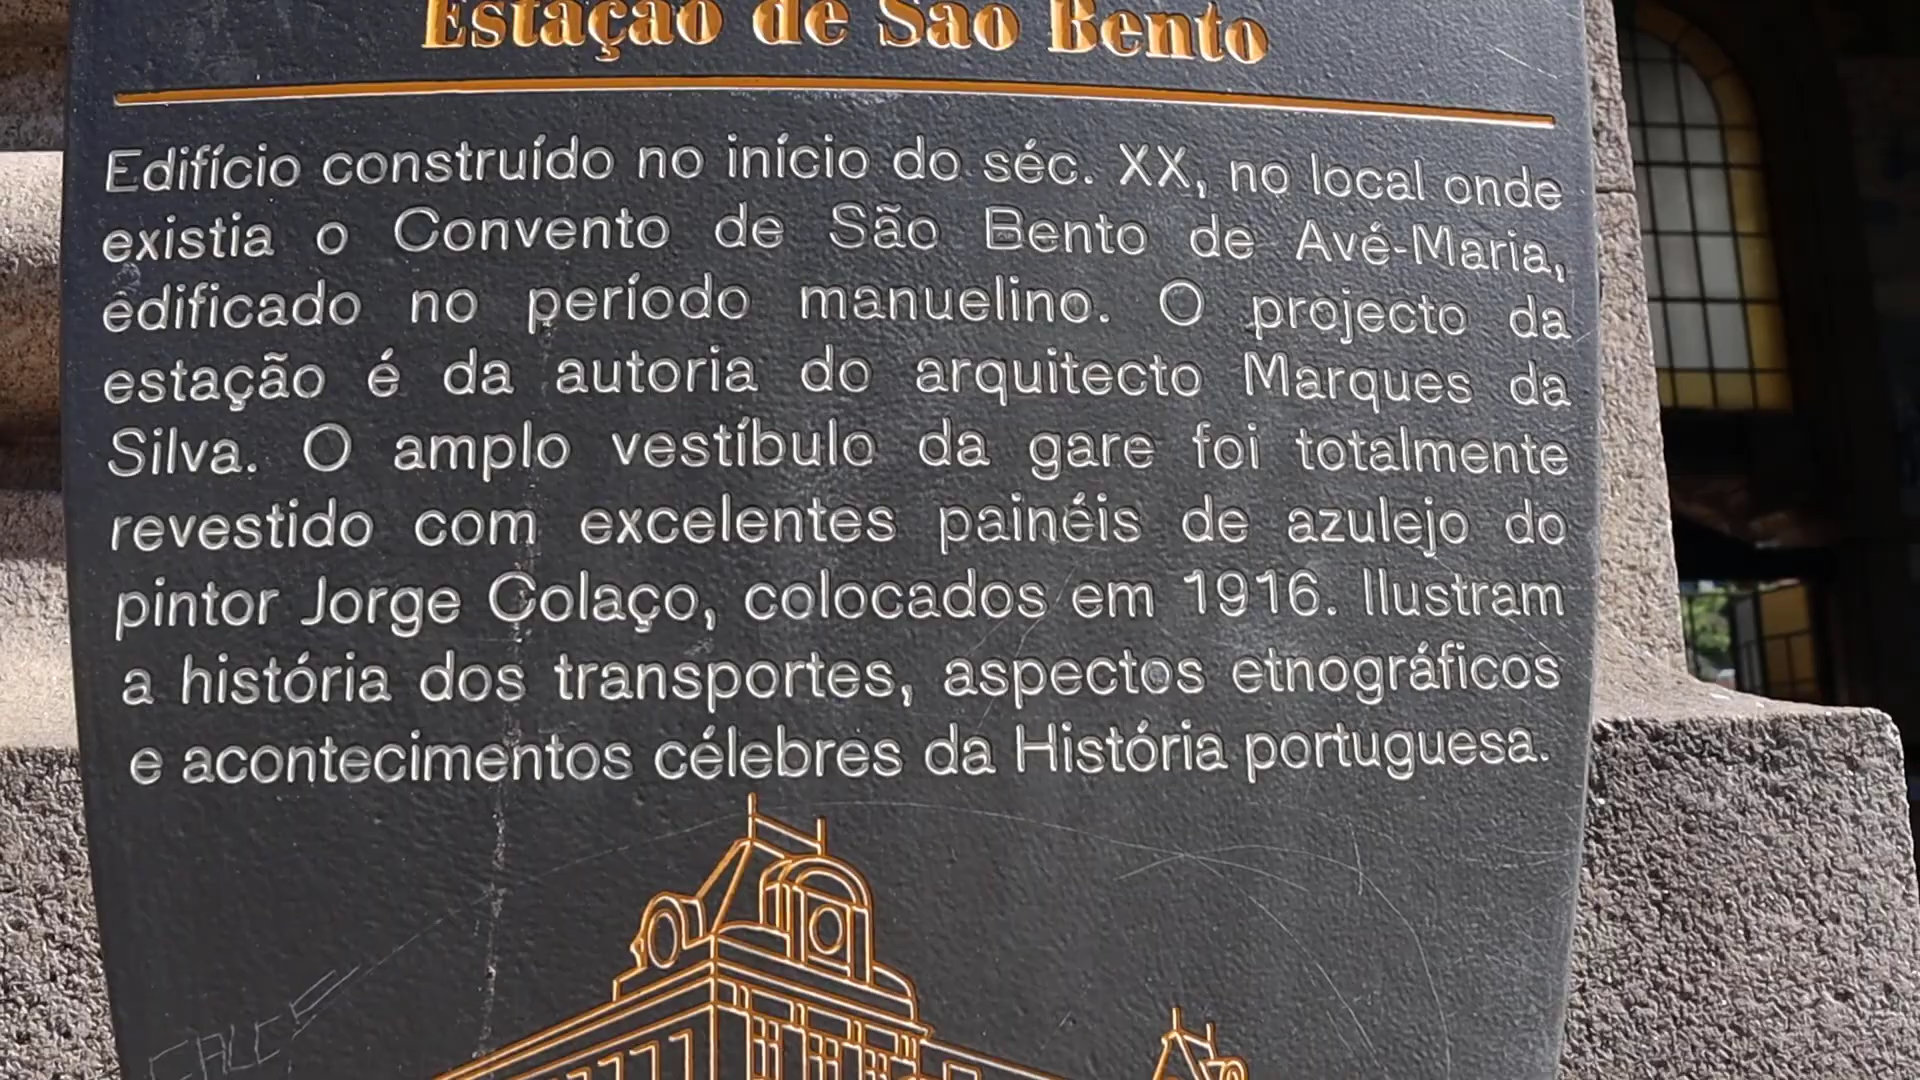 Estação de São Bento
Edifício construído no início do séc. XX, no local onde
existia o Convento de São Bento de Avé-Maria,
edificado no período manuelino. O projecto da
estação é da autoria do arquitecto Marques da
Silva. O amplo vestíbulo da gare foi totalmente
revestido com excelentes painéis de azulejo do
pintor Jorge Colaço, colocados em 1916. Ilustram
a história dos transportes, aspectos etnográficos
e acontecimentos célebres da História portuguesa.